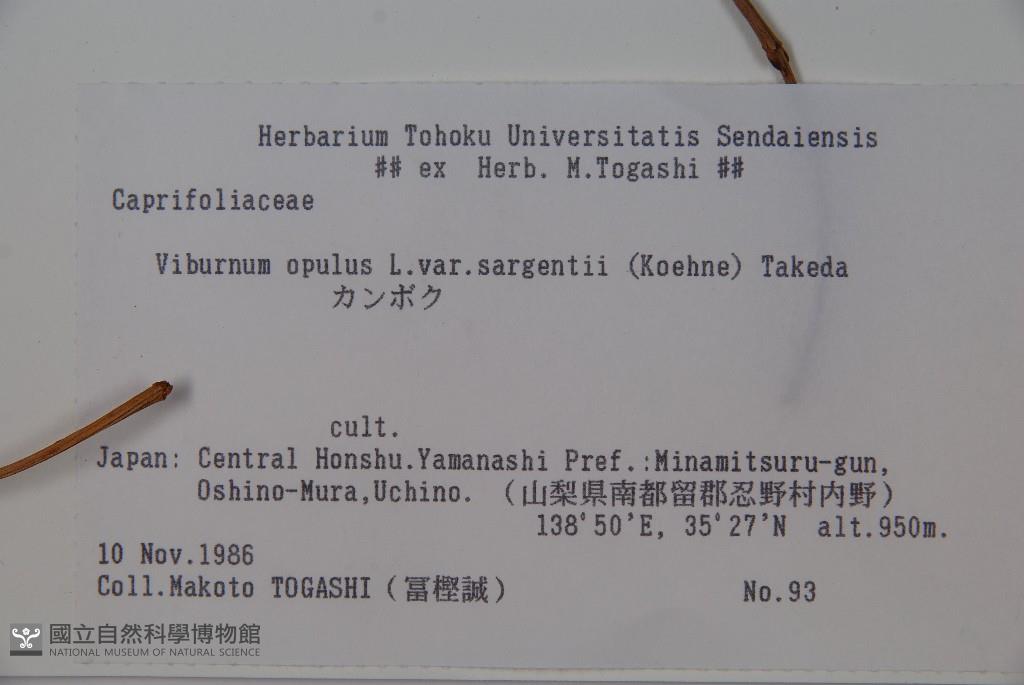 Herbarium Tohoku Universitatis Sendaiensis
## ex Herb. M.Togashi ##
Caprifoliaceae
Viburnum opulus L.var.sargentii (Koehne) Takeda
カンボク
cult.
Japan: Central Honshu.Yamanashi Pref.:Minamitsuru-gun,
Oshino-Mura,Uchino. (山梨県南都留郡忍野村内野)
138°50'E, 35°27'N alt.950m.
10 Nov.1986
Coll.Makoto TOGASHI (冨樫誠) No.93
國立自然科學博物館
NATIONAL MUSEUM OF NATURAL SCIENCE